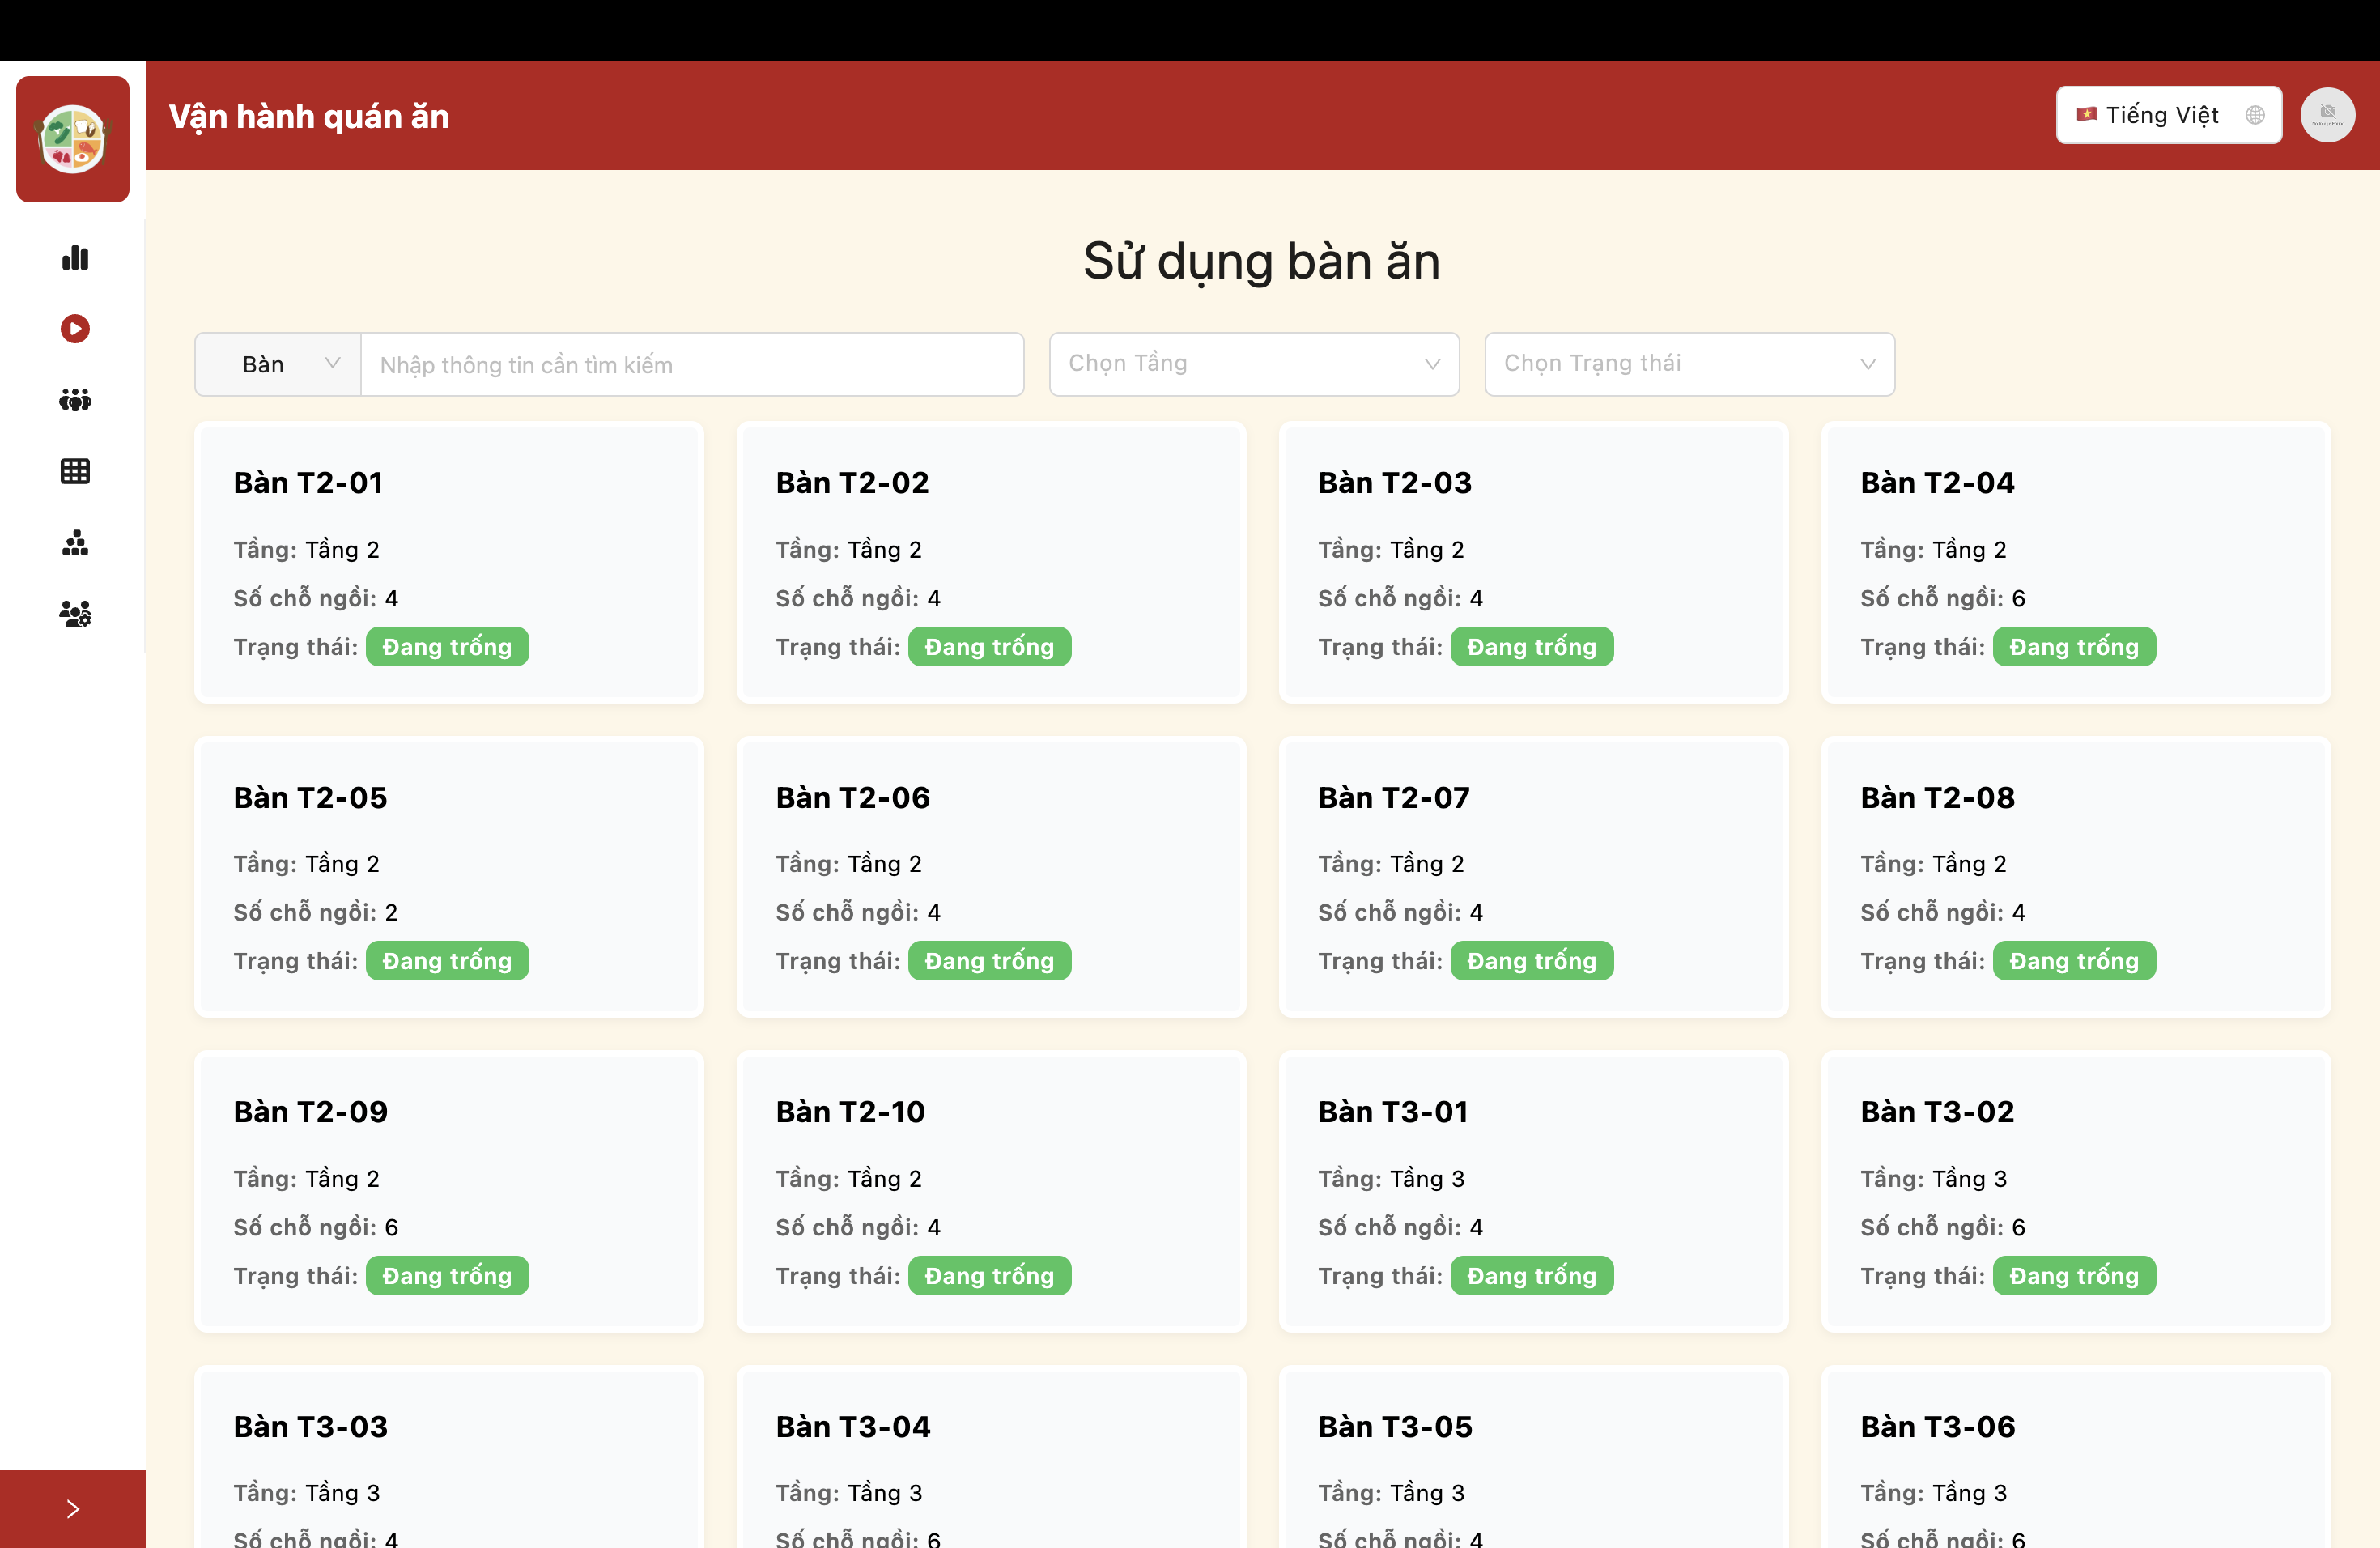 Vận hành quán ăn
Tiếng Việt
Sử dụng bàn ăn
Bàn
Nhập thông tin cần tìm kiếm
Chọn Tầng
Chọn Trạng thái
Bàn T2-01
Tầng: Tầng 2
Số chỗ ngồi: 4
Trạng thái: Đang trống
Bàn T2-02
Tầng: Tầng 2
Số chỗ ngồi: 4
Trạng thái: Đang trống
Bàn T2-03
Tầng: Tầng 2
Số chỗ ngồi: 4
Trạng thái: Đang trống
Bàn T2-04
Tầng: Tầng 2
Số chỗ ngồi: 6
Trạng thái: Đang trống
Bàn T2-05
Tầng: Tầng 2
Số chỗ ngồi: 2
Trạng thái: Đang trống
Bàn T2-06
Tầng: Tầng 2
Số chỗ ngồi: 4
Trạng thái: Đang trống
Bàn T2-07
Tầng: Tầng 2
Số chỗ ngồi: 4
Trạng thái: Đang trống
Bàn T2-08
Tầng: Tầng 2
Số chỗ ngồi: 4
Trạng thái: Đang trống
Bàn T2-09
Tầng: Tầng 2
Số chỗ ngồi: 6
Trạng thái: Đang trống
Bàn T2-10
Tầng: Tầng 2
Số chỗ ngồi: 4
Trạng thái: Đang trống
Bàn T3-01
Tầng: Tầng 3
Số chỗ ngồi: 4
Trạng thái: Đang trống
Bàn T3-02
Tầng: Tầng 3
Số chỗ ngồi: 6
Trạng thái: Đang trống
Bàn T3-03
Tầng: Tầng 3
Số chỗ ngồi: 4
Bàn T3-04
Tầng: Tầng 3
Số chỗ ngồi: 6
Bàn T3-05
Tầng: Tầng 3
Số chỗ ngồi: 4
Bàn T3-06
Tầng: Tầng 3
Số chỗ ngồi: 6